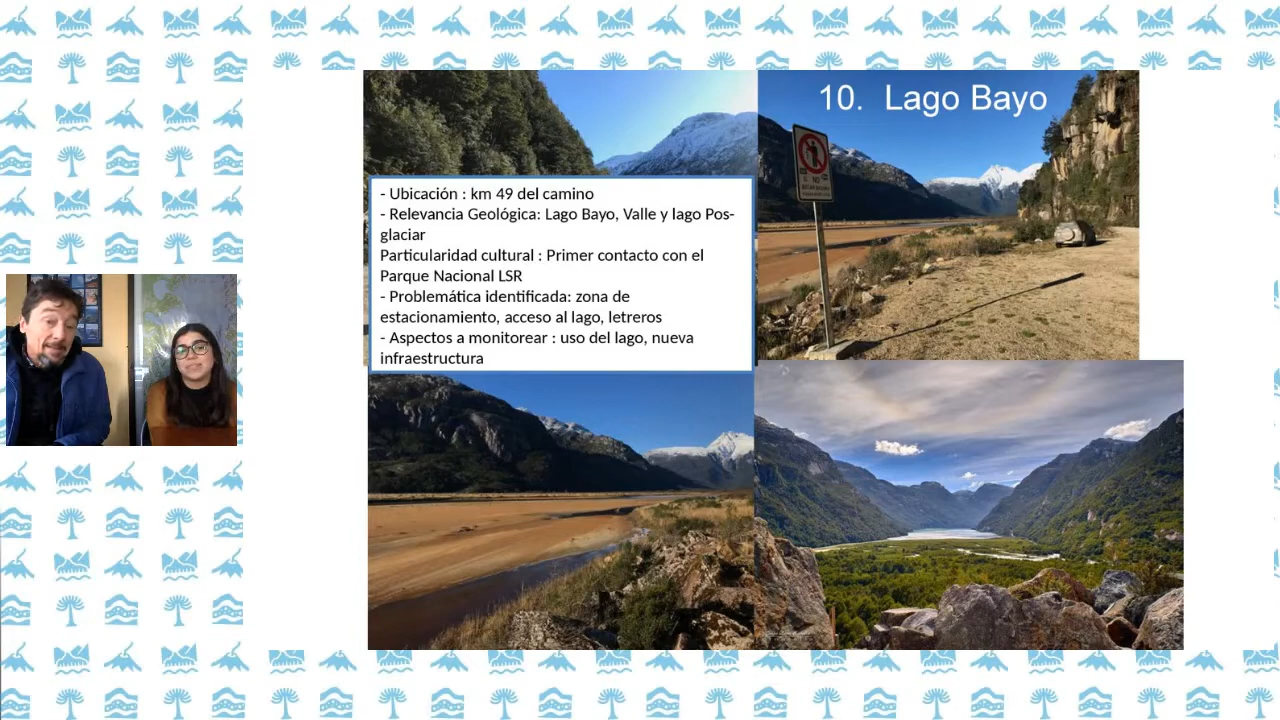 10. Lago Bayo
- Ubicación : km 49 del camino
- Relevancia Geológica: Lago Bayo, Valle y lago Pos-
glaciar
Particularidad cultural : Primer contacto con el
Parque Nacional LSR
- Problemática identificada: zona de
estacionamiento, acceso al lago, letreros
- Aspectos a monitorear : uso del lago, nueva
infraestructura
NO